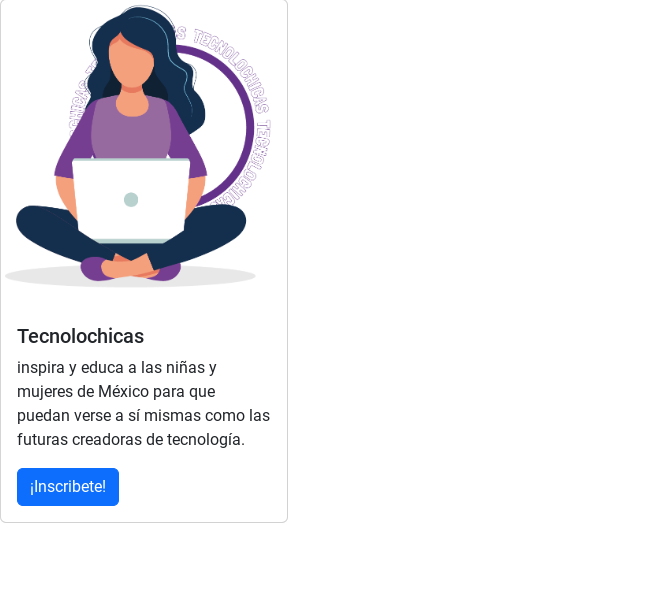 TECNOLOCHICAS TECNOLOCHICAS
Tecnolochicas
inspira y educa a las niñas y
mujeres de México para que
puedan verse a sí mismas como las
futuras creadoras de tecnología.
¡Inscribete!